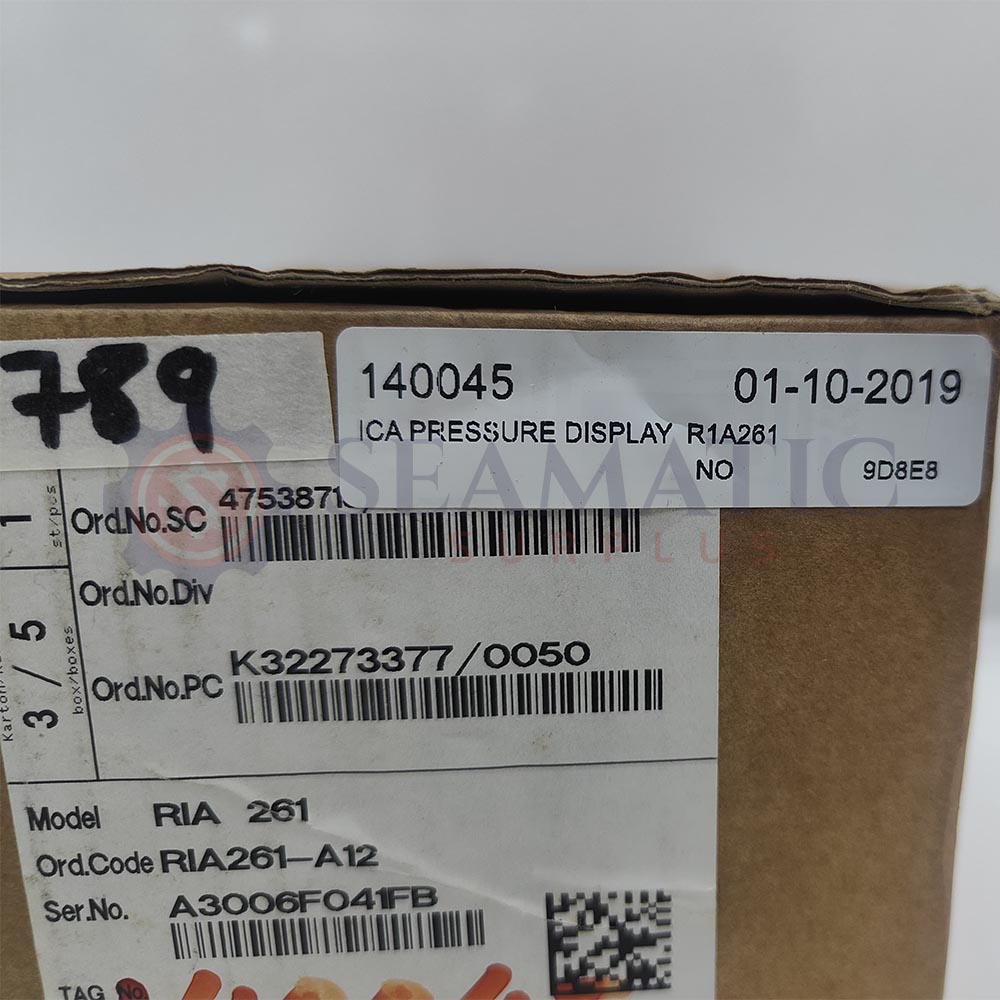 789
140045 01-10-2019
ICA PRESSURE DISPLAY R1A261
NO 9D8E8
SEAMATIC
SURPLUS
1
st/pcs
3 / 5
box/boxes
Ord.No.SC 4753871
Ord.No.Div
Ord.No.PC K32273377/0050
Model RIA 261
Ord.Code RIA261-A12
Ser.No. A3006F041FB
TAG No.